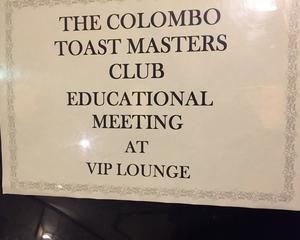 THE COLOMBO
TOAST MASTERS
CLUB
EDUCATIONAL
MEETING
AT
VIP LOUNGE